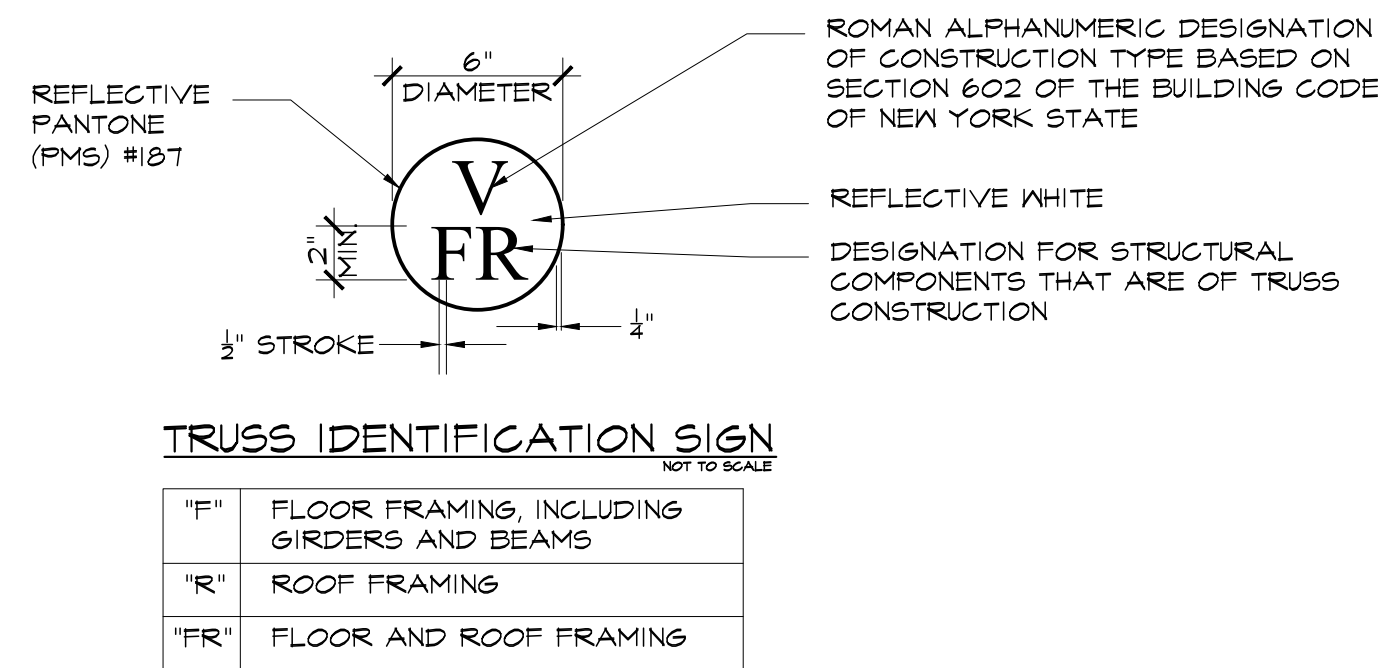 ROMAN ALPHANUMERIC DESIGNATION
OF CONSTRUCTION TYPE BASED ON
SECTION 602 OF THE BUILDING CODE
OF NEW YORK STATE
6"
DIAMETER
REFLECTIVE
PANTONE
(PMS) #187
V
FR
REFLECTIVE WHITE
2"
MIN.
DESIGNATION FOR STRUCTURAL
COMPONENTS THAT ARE OF TRUSS
CONSTRUCTION
1/4"
1/2" STROKE
TRUSS IDENTIFICATION SIGN
NOT TO SCALE
"F" FLOOR FRAMING, INCLUDING
GIRDERS AND BEAMS
"R" ROOF FRAMING
"FR" FLOOR AND ROOF FRAMING